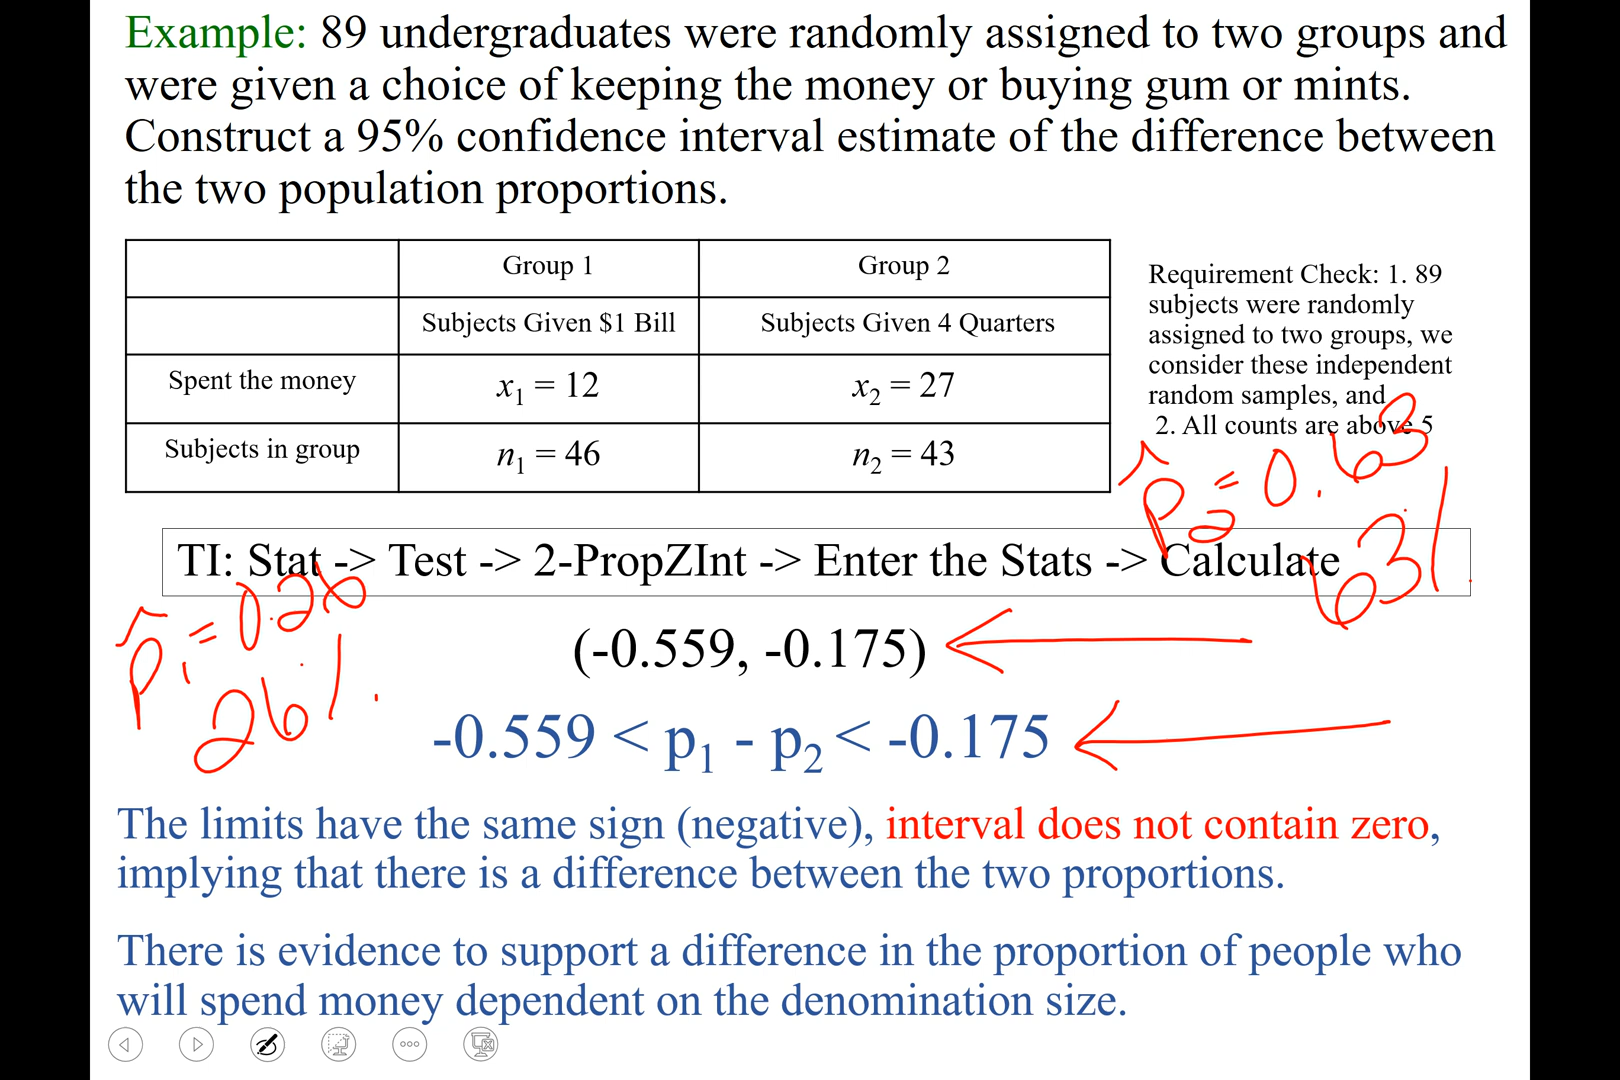 Example: 89 undergraduates were randomly assigned to two groups and
were given a choice of keeping the money or buying gum or mints.
Construct a 95% confidence interval estimate of the difference between
the two population proportions.
Group 1 Group 2
Subjects Given $1 Bill Subjects Given 4 Quarters
Spent the money x₁ = 12 x₂ = 27
Subjects in group n₁ = 46 n₂ = 43
Requirement Check: 1. 89
subjects were randomly
assigned to two groups, we
consider these independent
random samples, and
2. All counts are above 5
p̂₂ = 0.63
63%
TI: Stat -> Test -> 2-PropZInt -> Enter the Stats -> Calculate
p̂₁ = 0.26
26%.
(-0.559, -0.175)
-0.559 < p₁ - p₂ < -0.175
The limits have the same sign (negative), interval does not contain zero,
implying that there is a difference between the two proportions.
There is evidence to support a difference in the proportion of people who
will spend money dependent on the denomination size.